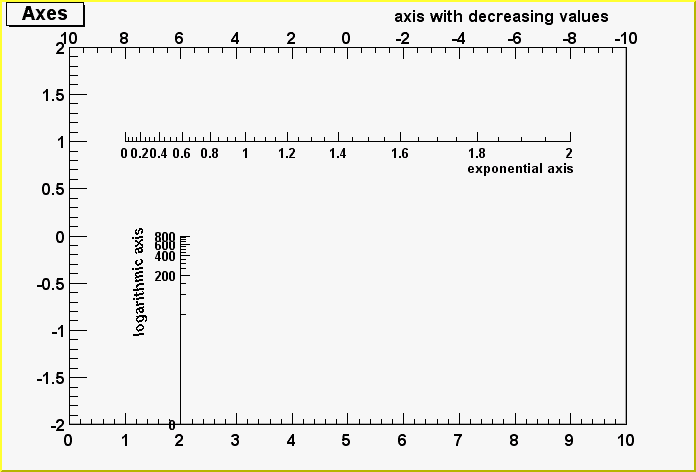 Axes
axis with decreasing values
10 8 6 4 2 0 -2 -4 -6 -8 -10
2
1.5
1
0 0.2 0.4 0.6 0.8 1 1.2 1.4 1.6 1.8 2
exponential axis
0.5
0
-0.5
-1
-1.5
-2
logarithmic axis
800
600
400
200
0
0 1 2 3 4 5 6 7 8 9 10